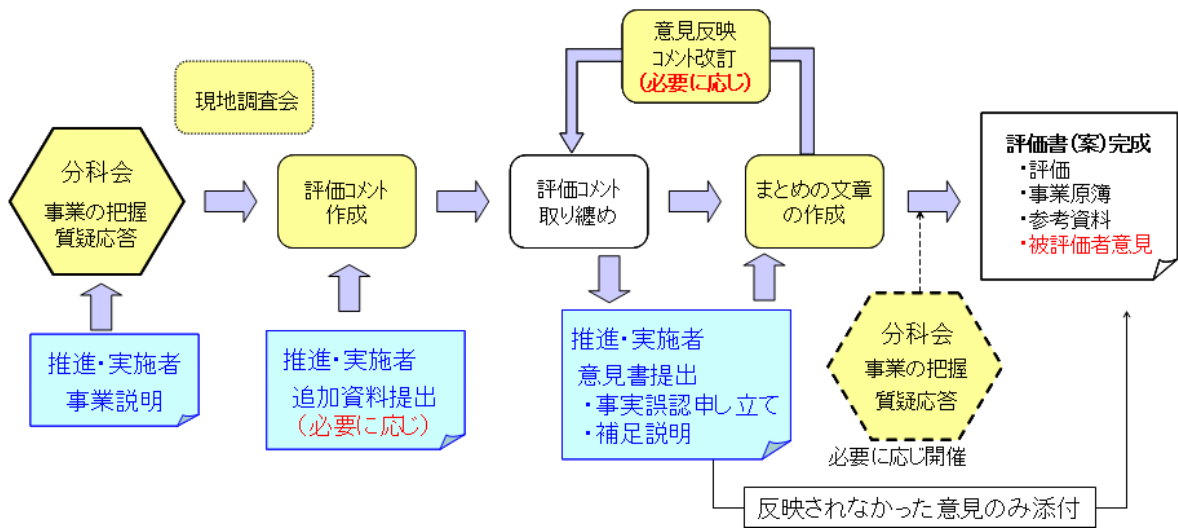 意見反映
コメント改訂
(必要に応じ)
現地調査会
分科会
事業の把握
質疑応答
評価コメント
作成
評価コメント
取り纏め
まとめの文章
の作成
評価書(案)完成
・評価
・事業原簿
・参考資料
・被評価者意見
推進・実施者
事業説明
推進・実施者
追加資料提出
(必要に応じ)
推進・実施者
意見書提出
・事実誤認申し立て
・補足説明
分科会
事業の把握
質疑応答
必要に応じ開催
反映されなかった意見のみ添付